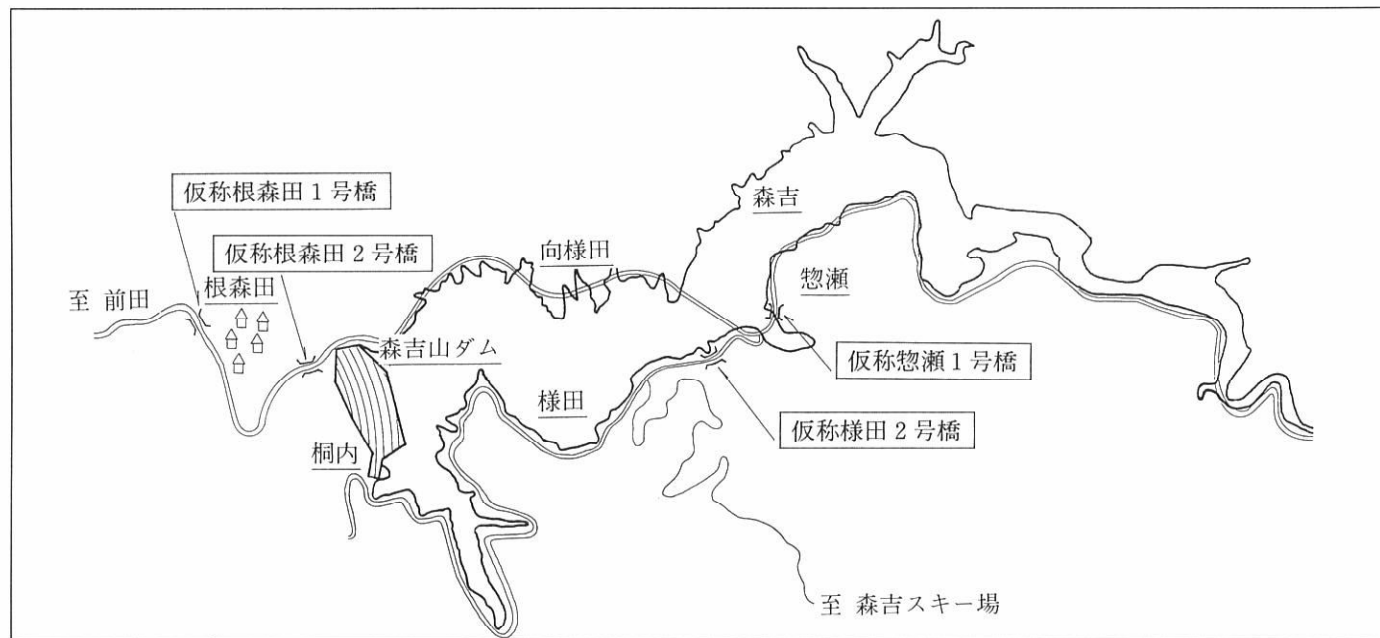 仮称根森田1号橋
仮称根森田2号橋
根森田
至 前田
森吉山ダム
桐内
向様田
様田
森吉
惣瀬
仮称惣瀬1号橋
仮称様田2号橋
至 森吉スキー場